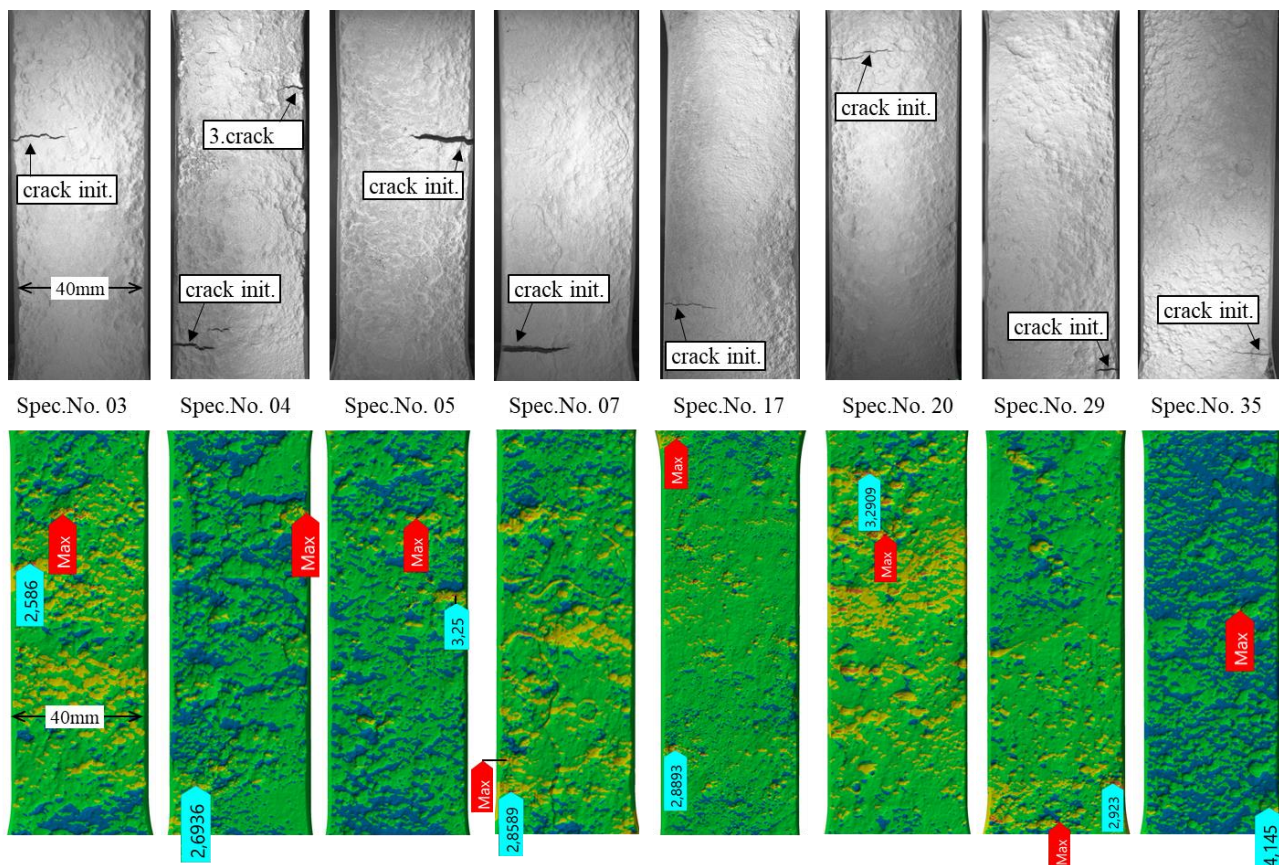 3.crack
crack init.
crack init.
crack init.
40mm
crack init.
crack init.
crack init.
crack init.
crack init.
Spec.No. 03
Spec.No. 04
Spec.No. 05
Spec.No. 07
Spec.No. 17
Spec.No. 20
Spec.No. 29
Spec.No. 35
Max
2,586
40mm
Max
2,6936
Max
3,25
Max
2,8589
Max
2,8893
3,2909
Max
2,923
Max
Max
4,145